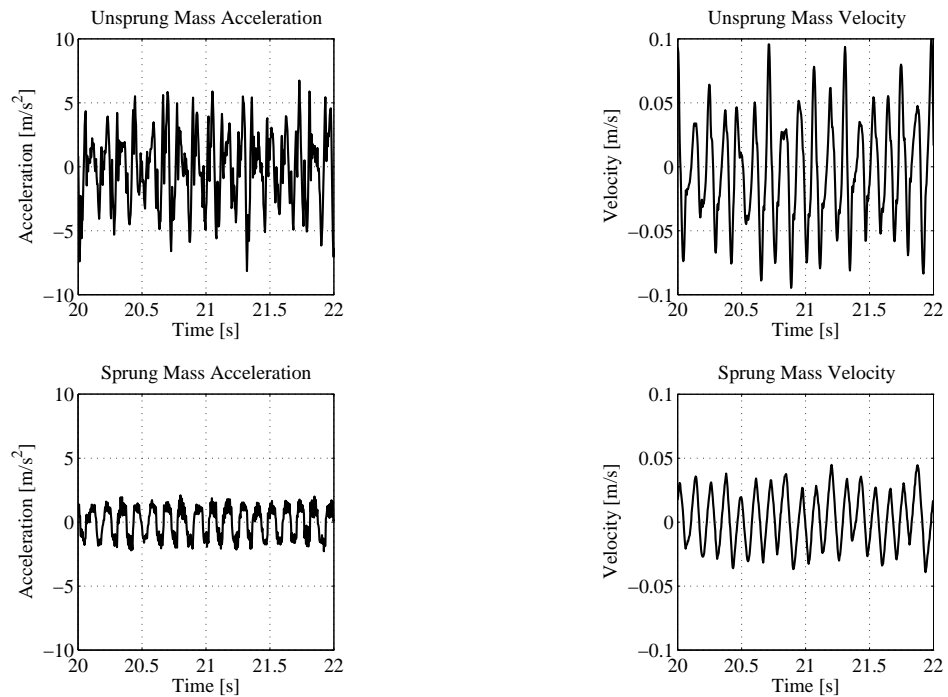 Unsprung Mass Acceleration
10
5
0
−5
−10
Acceleration [m/s²]
20 20.5 21 21.5 22
Time [s]
Unsprung Mass Velocity
0.1
0.05
0
−0.05
−0.1
Velocity [m/s]
20 20.5 21 21.5 22
Time [s]
Sprung Mass Acceleration
10
5
0
−5
−10
Acceleration [m/s²]
20 20.5 21 21.5 22
Time [s]
Sprung Mass Velocity
0.1
0.05
0
−0.05
−0.1
Velocity [m/s]
20 20.5 21 21.5 22
Time [s]